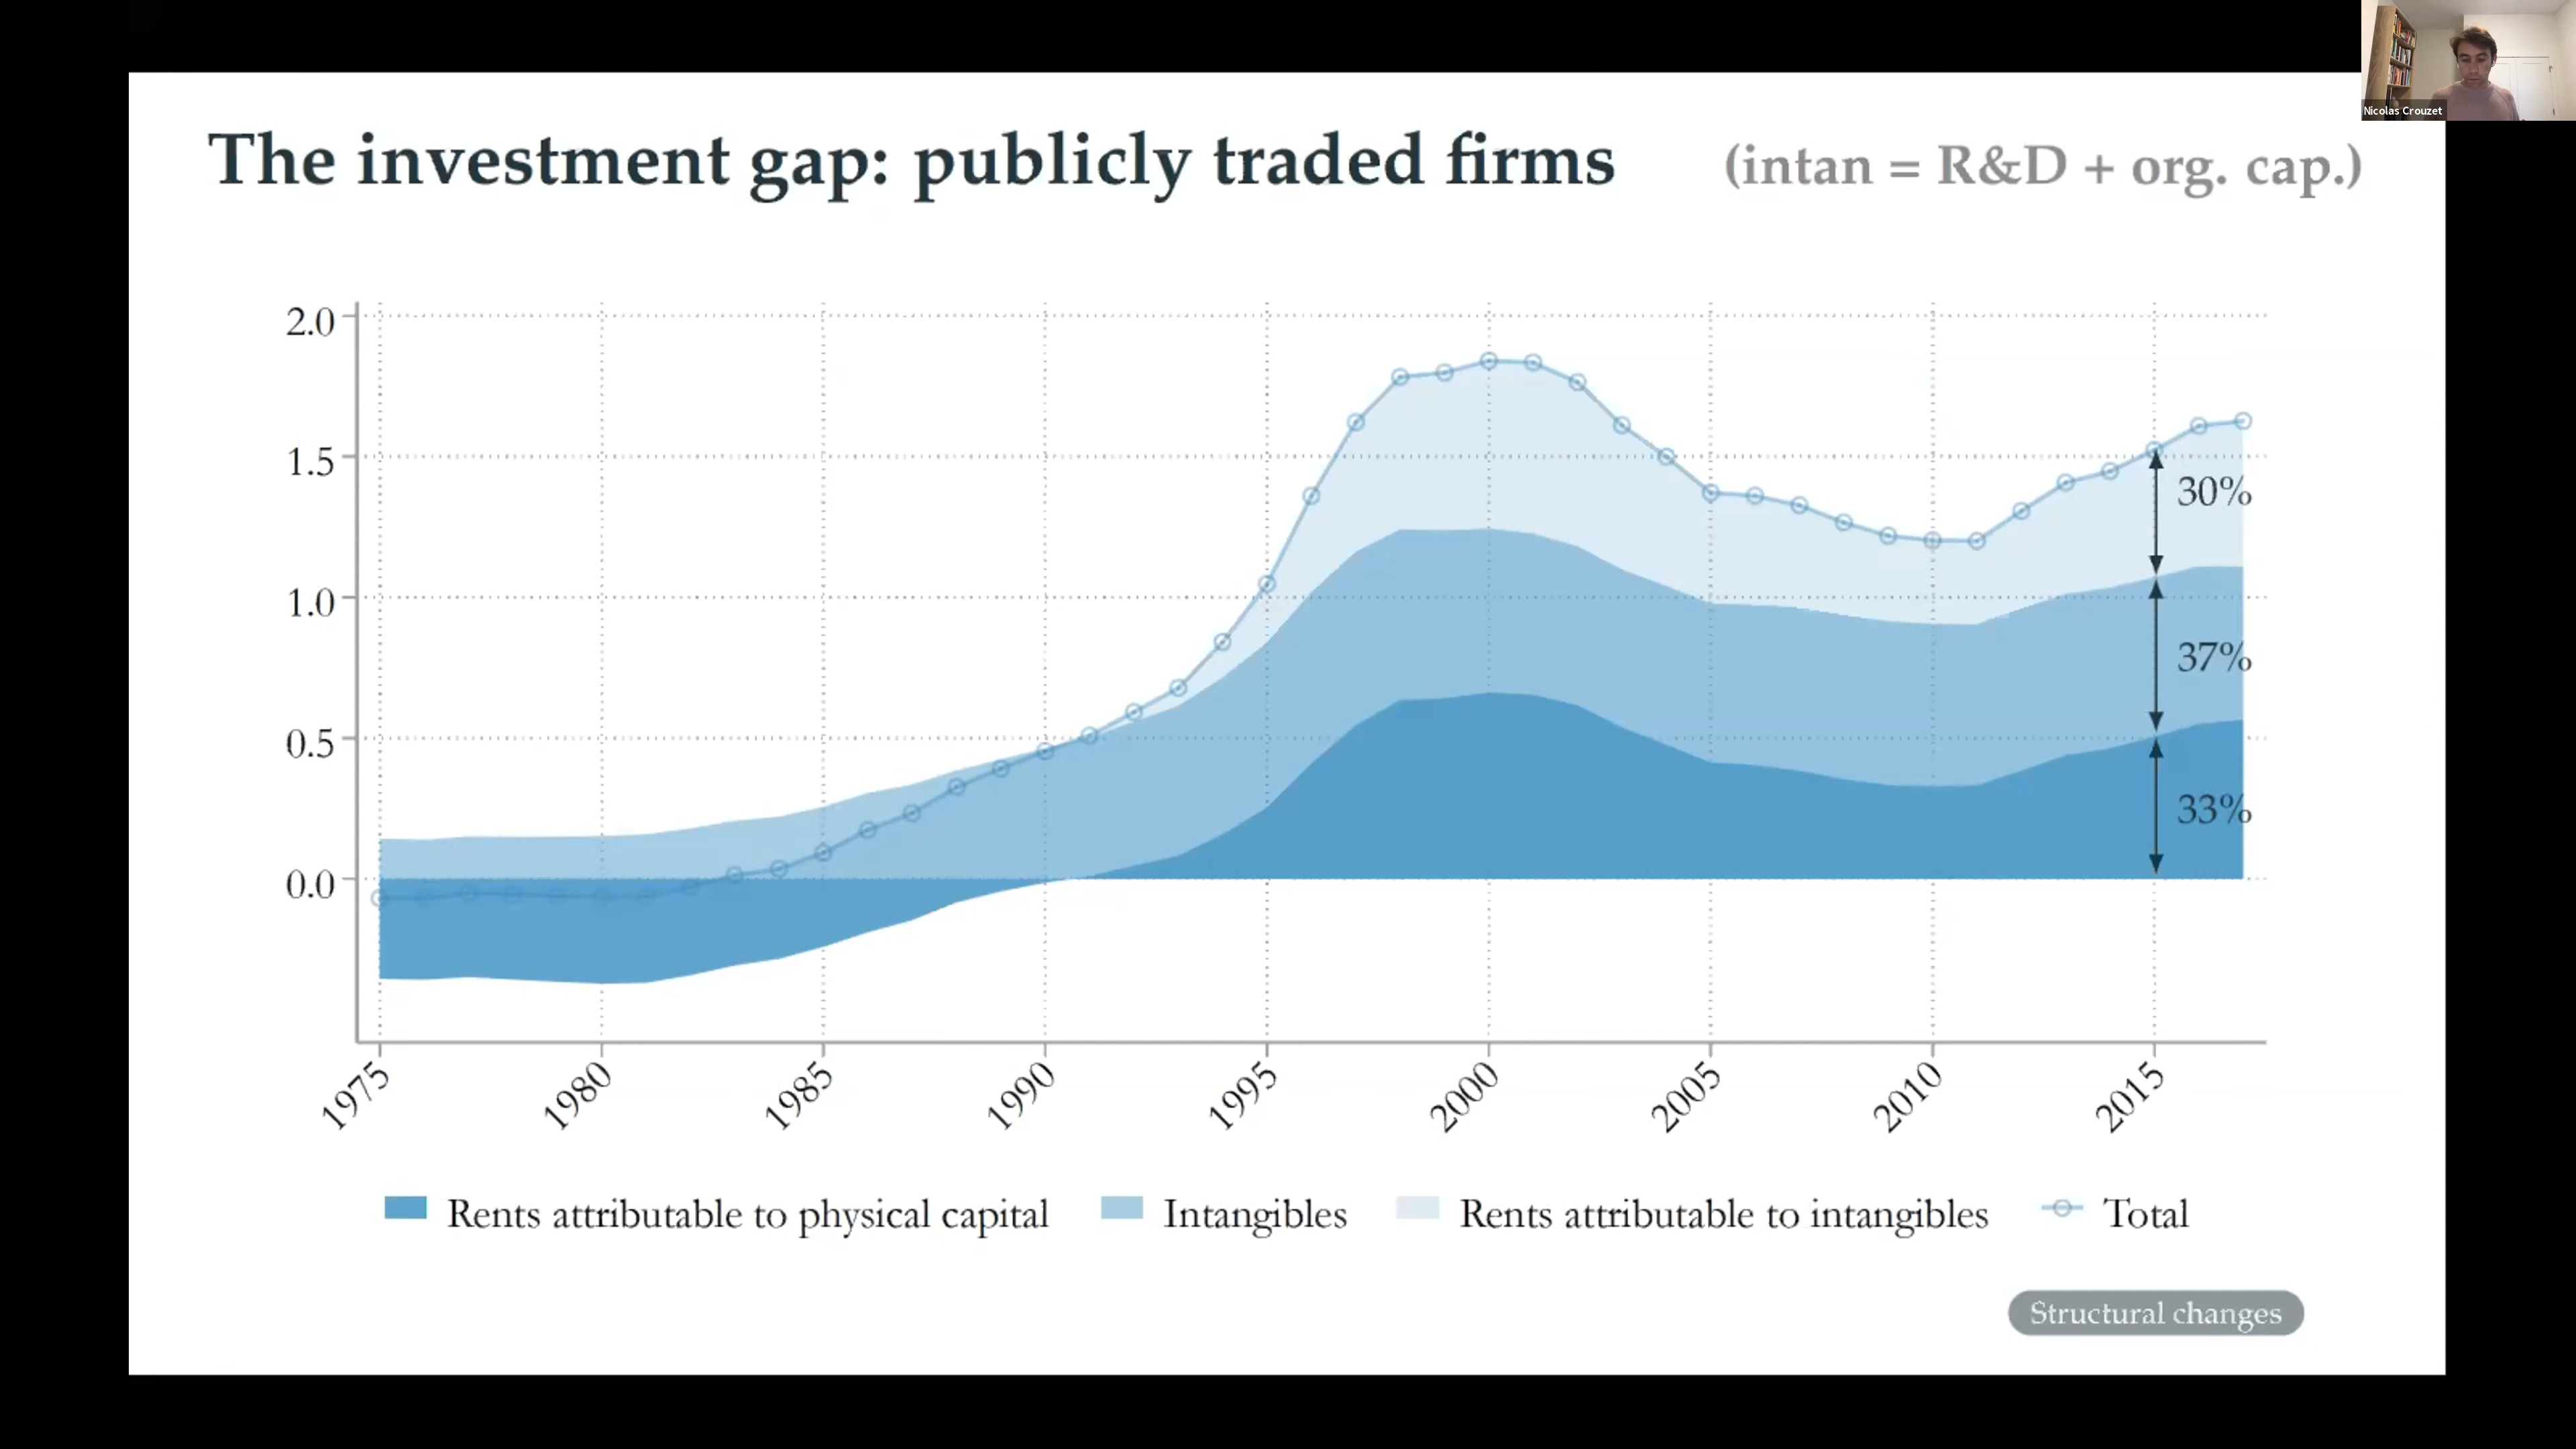 Nicolas Crouzet
The investment gap: publicly traded firms (intan = R&D + org. cap.)
2.0
1.5
1.0
0.5
0.0
30%
37%
33%
1975 1980 1985 1990 1995 2000 2005 2010 2015
Rents attributable to physical capital Intangibles Rents attributable to intangibles Total
Structural changes